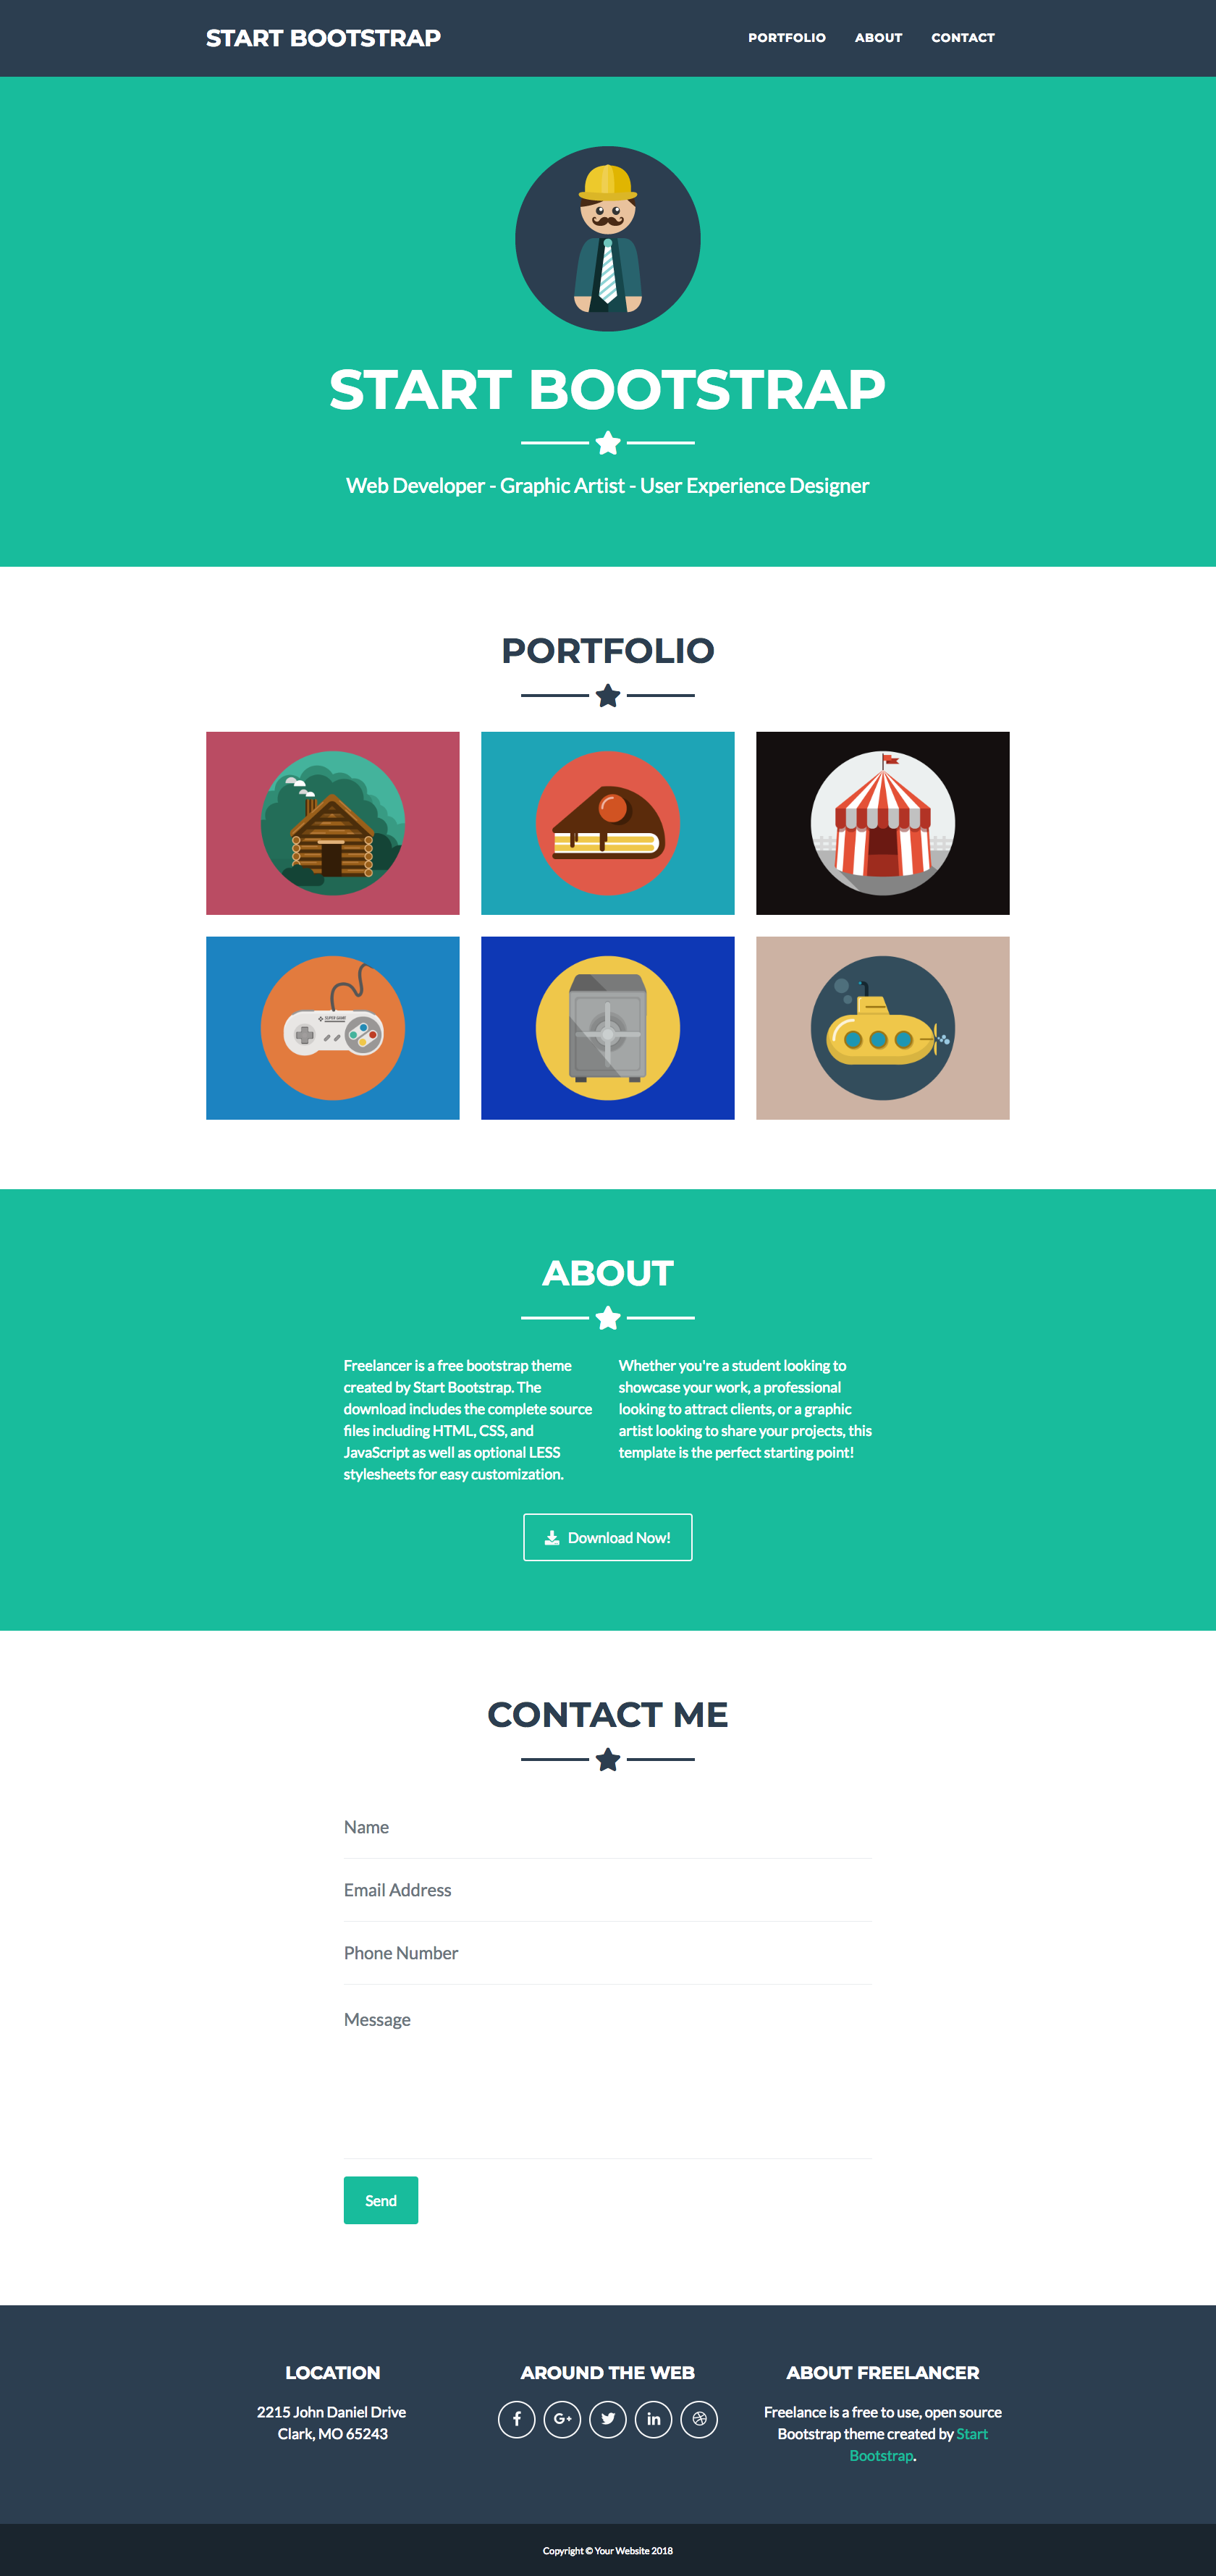 START BOOTSTRAP
PORTFOLIO ABOUT CONTACT
START BOOTSTRAP
Web Developer - Graphic Artist - User Experience Designer
PORTFOLIO
SUPER GAME
ABOUT
Freelancer is a free bootstrap theme
created by Start Bootstrap. The
download includes the complete source
files including HTML, CSS, and
JavaScript as well as optional LESS
stylesheets for easy customization.
Whether you're a student looking to
showcase your work, a professional
looking to attract clients, or a graphic
artist looking to share your projects, this
template is the perfect starting point!
Download Now!
CONTACT ME
Name
Email Address
Phone Number
Message
Send
LOCATION
2215 John Daniel Drive
Clark, MO 65243
AROUND THE WEB
ABOUT FREELANCER
Freelance is a free to use, open source
Bootstrap theme created by Start
Bootstrap.
Copyright © Your Website 2018